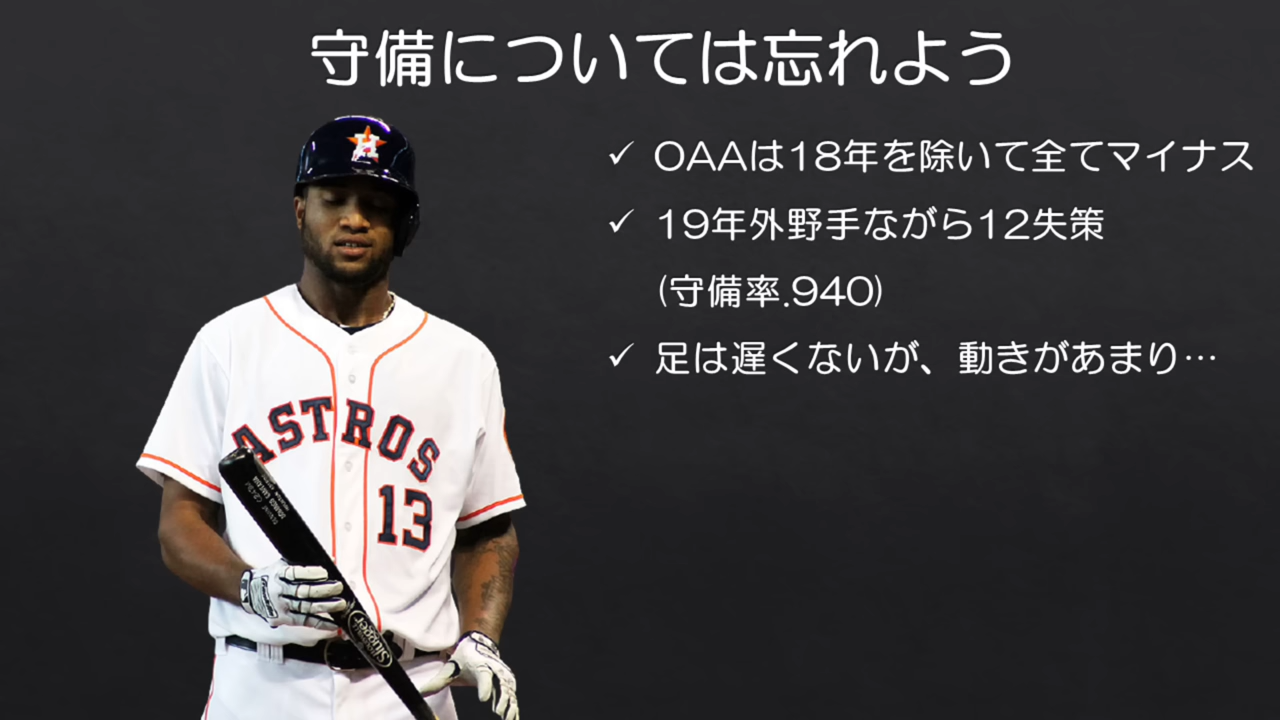 守備については忘れよう
✓ OAAは18年を除いて全てマイナス
✓ 19年外野手ながら12失策
(守備率.940)
✓ 足は遅くないが、動きがあまり…
H
ASTROS
13
Slugger